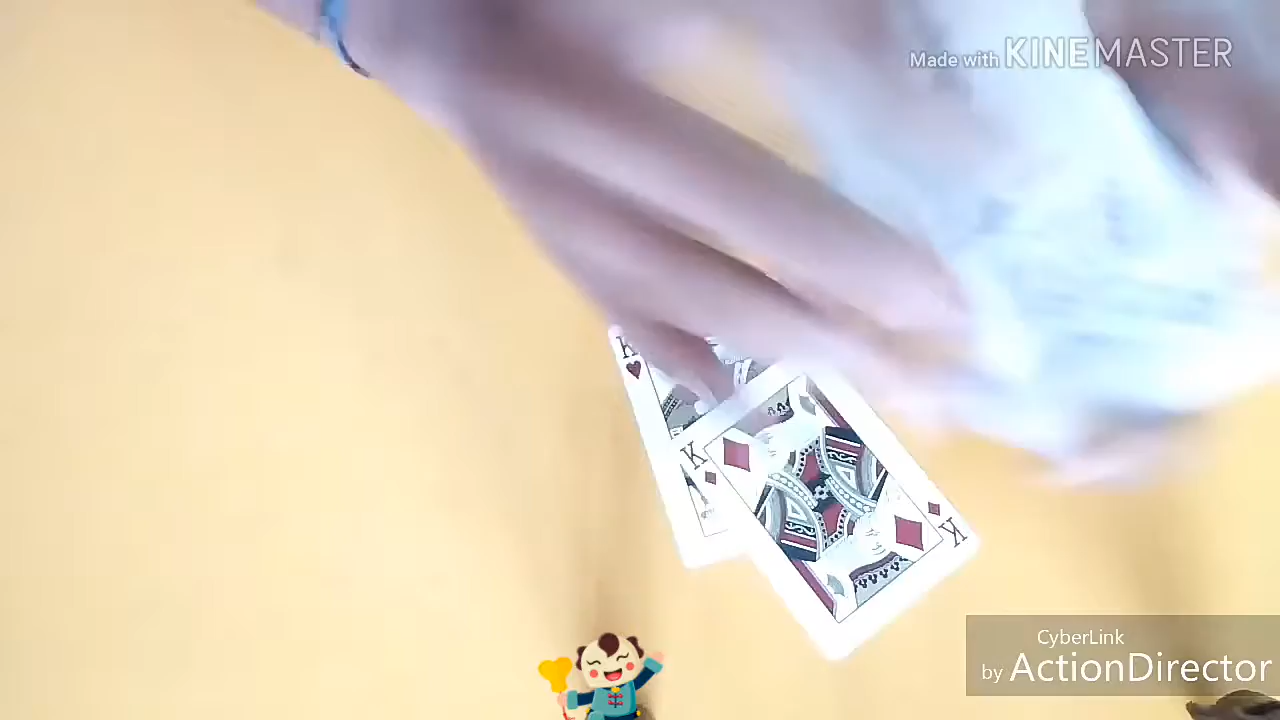 Made with KINEMASTER
K
K
K
CyberLink
by ActionDirector